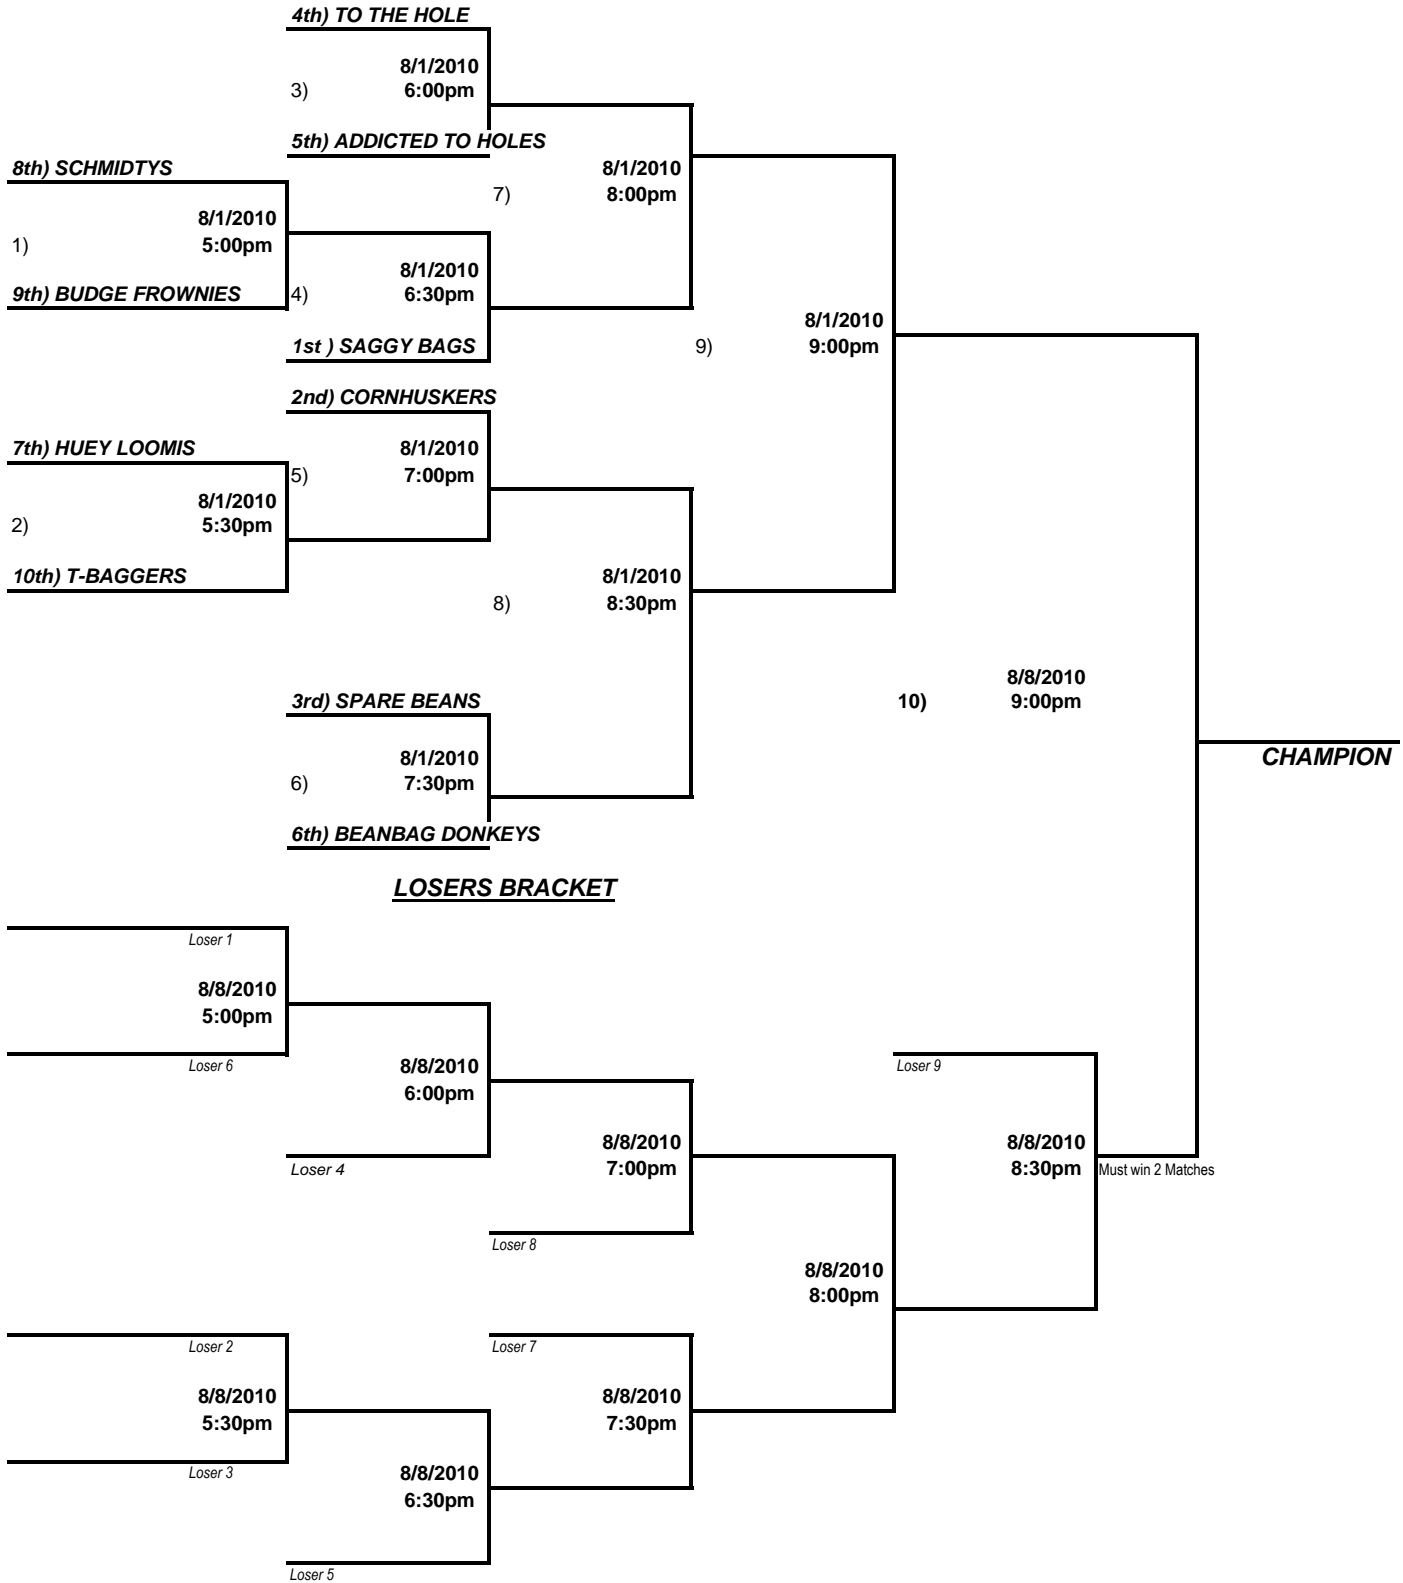 4th) TO THE HOLE
8/1/2010
3) 6:00pm
5th) ADDICTED TO HOLES
8th) SCHMIDTYS
8/1/2010
7) 8:00pm
8/1/2010
1) 5:00pm
8/1/2010
9th) BUDGE FROWNIES
4) 6:30pm
8/1/2010
1st ) SAGGY BAGS
9) 9:00pm
2nd) CORNHUSKERS
7th) HUEY LOOMIS
8/1/2010
5) 7:00pm
8/1/2010
2) 5:30pm
10th) T-BAGGERS
8/1/2010
8) 8:30pm
8/8/2010
3rd) SPARE BEANS
10) 9:00pm
8/1/2010
CHAMPION
6) 7:30pm
6th) BEANBAG DONKEYS
LOSERS BRACKET
Loser 1
8/8/2010
5:00pm
Loser 6
8/8/2010
6:00pm
Loser 9
8/8/2010
8/8/2010
Loser 4
7:00pm
8:30pm
Must win 2 Matches
Loser 8
8/8/2010
8:00pm
Loser 2
Loser 7
8/8/2010
8/8/2010
5:30pm
7:30pm
Loser 3
8/8/2010
6:30pm
Loser 5